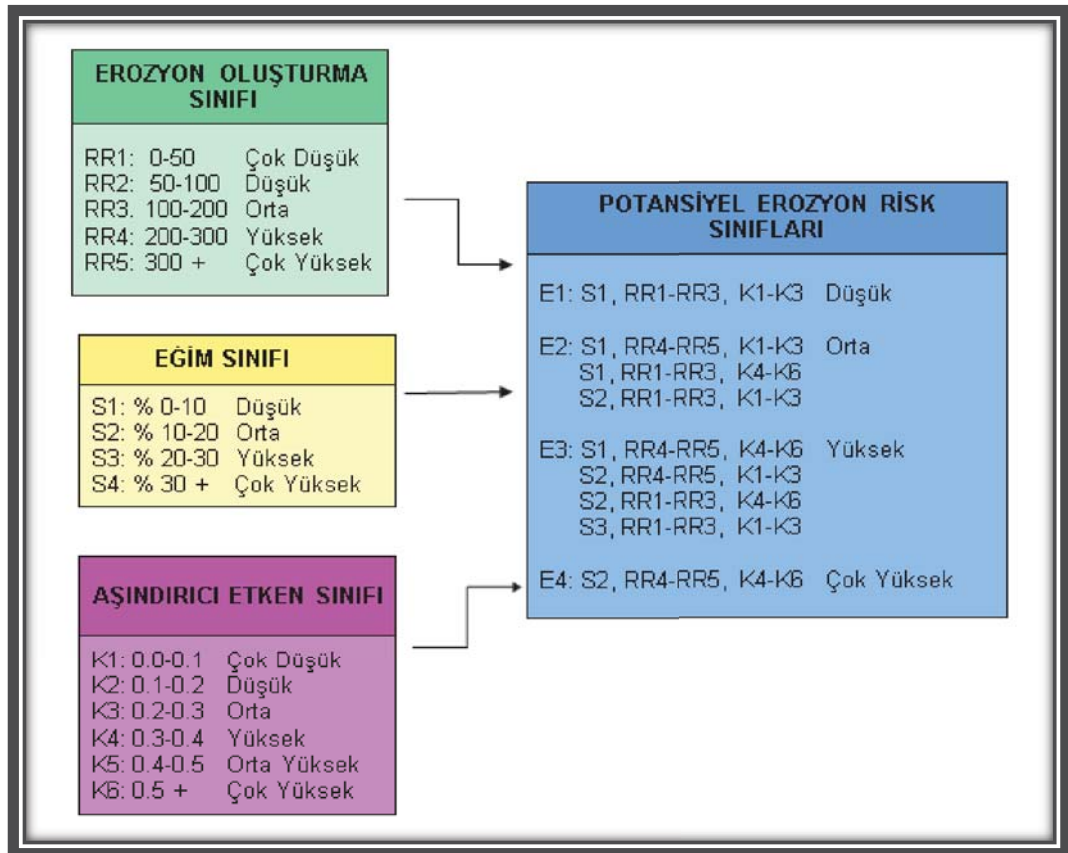 EROZYON OLUŞTURMA
SINIFI
RR1: 0-50 Çok Düşük
RR2: 50-100 Düşük
RR3. 100-200 Orta
RR4: 200-300 Yüksek
RR5: 300 + Çok Yüksek
EĞİM SINIFI
S1: % 0-10 Düşük
S2: % 10-20 Orta
S3: % 20-30 Yüksek
S4: % 30 + Çok Yüksek
AŞINDIRICI ETKEN SINIFI
K1: 0.0-0.1 Çok Düşük
K2: 0.1-0.2 Düşük
K3: 0.2-0.3 Orta
K4: 0.3-0.4 Yüksek
K5: 0.4-0.5 Orta Yüksek
K6: 0.5 + Çok Yüksek
POTANSİYEL EROZYON RİSK
SINIFLARI
E1: S1, RR1-RR3, K1-K3 Düşük
E2: S1, RR4-RR5, K1-K3 Orta
S1, RR1-RR3, K4-K6
S2, RR1-RR3, K1-K3
E3: S1, RR4-RR5, K4-K6 Yüksek
S2, RR4-RR5, K1-K3
S2, RR1-RR3, K4-K6
S3, RR1-RR3, K1-K3
E4: S2, RR4-RR5, K4-K6 Çok Yüksek